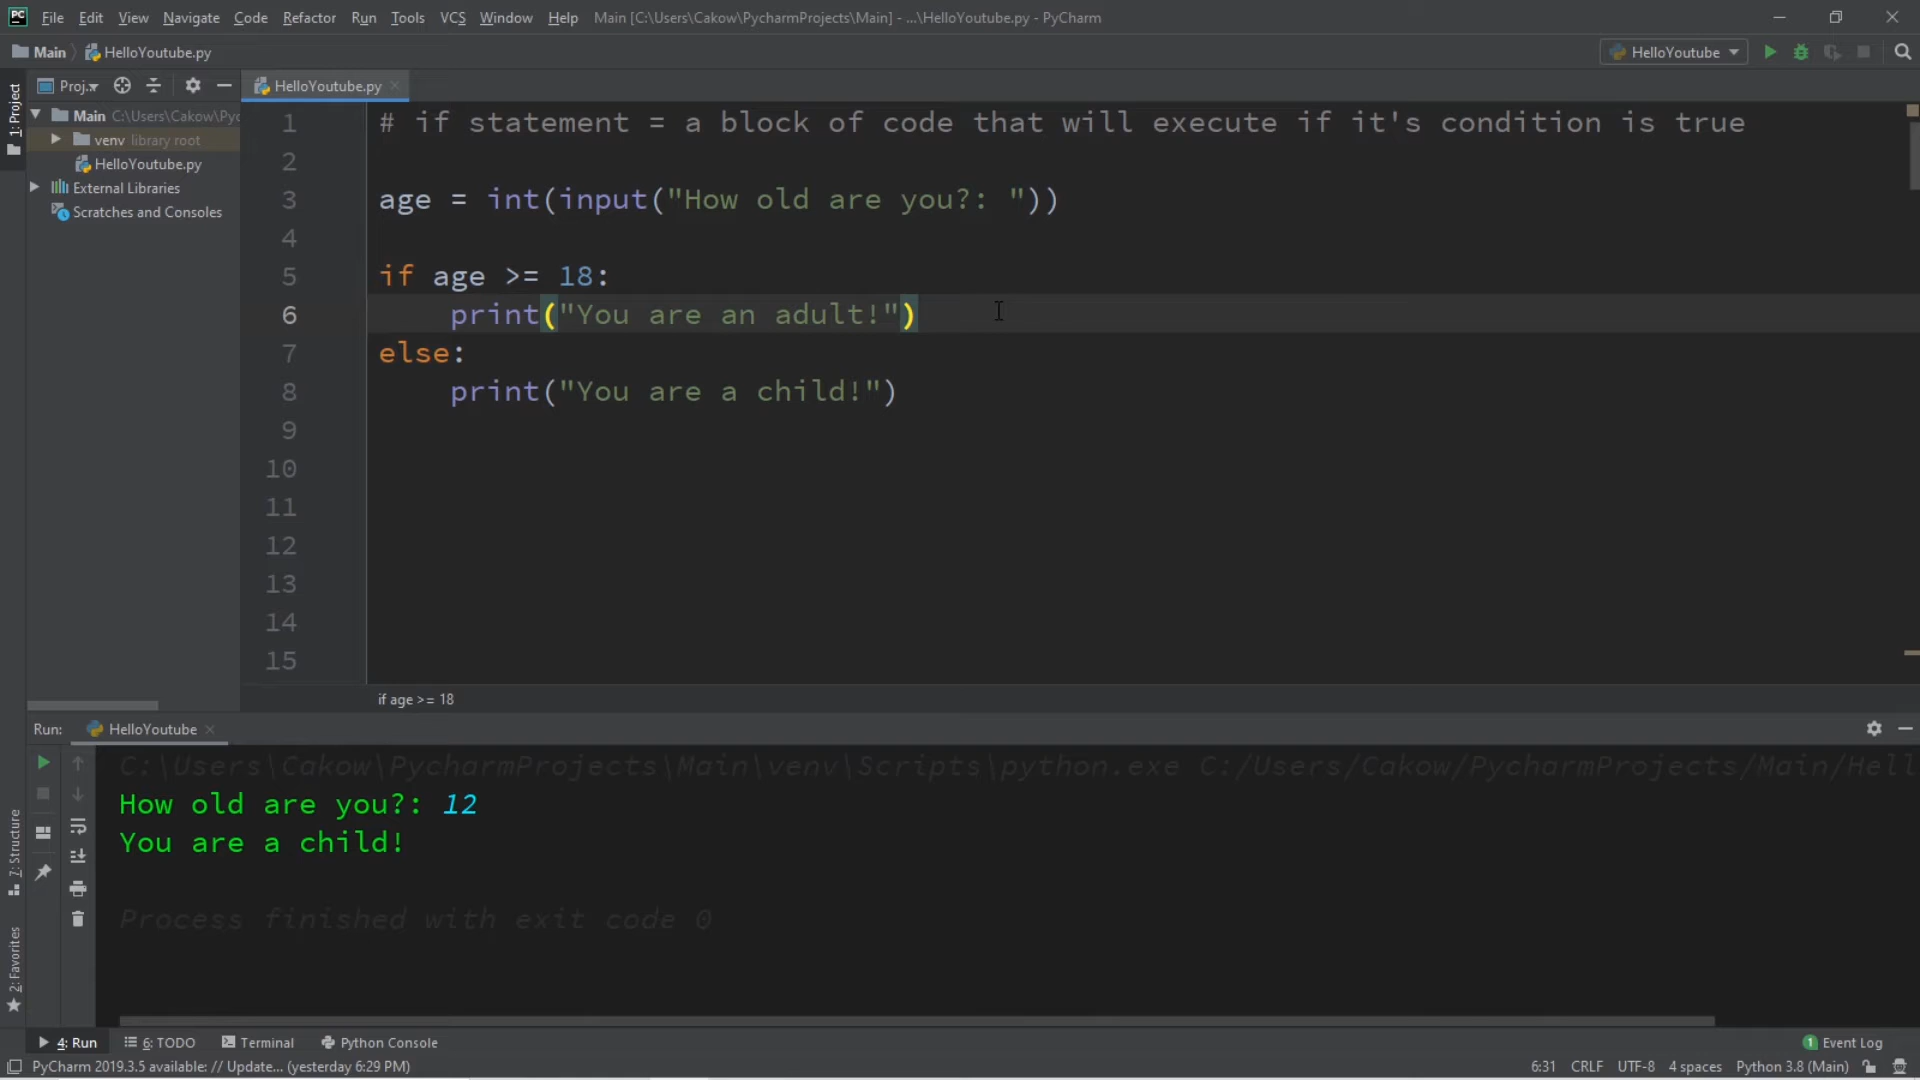 PC File Edit View Navigate Code Refactor Run Tools VCS Window Help Main [C:\Users\Cakow\PycharmProjects\Main] - ...\HelloYoutube.py - PyCharm
Main HelloYoutube.py HelloYoutube
1: Project
Proj... HelloYoutube.py
Main C:\Users\Cakow\Pyc
venv library root
HelloYoutube.py
External Libraries
Scratches and Consoles
1 # if statement = a block of code that will execute if it's condition is true
2
3 age = int(input("How old are you?: "))
4
5 if age >= 18:
6     print("You are an adult!")
7 else:
8     print("You are a child!")
9
10
11
12
13
14
15
if age >= 18
Run: HelloYoutube
C:\Users\Cakow\PycharmProjects\Main\venv\Scripts\python.exe C:/Users/Cakow/PycharmProjects/Main/Hell
How old are you?: 12
You are a child!
Process finished with exit code 0
7: Structure
2: Favorites
4: Run 6: TODO Terminal Python Console 1 Event Log
PyCharm 2019.3.5 available: // Update... (yesterday 6:29 PM) 6:31 CRLF UTF-8 4 spaces Python 3.8 (Main)